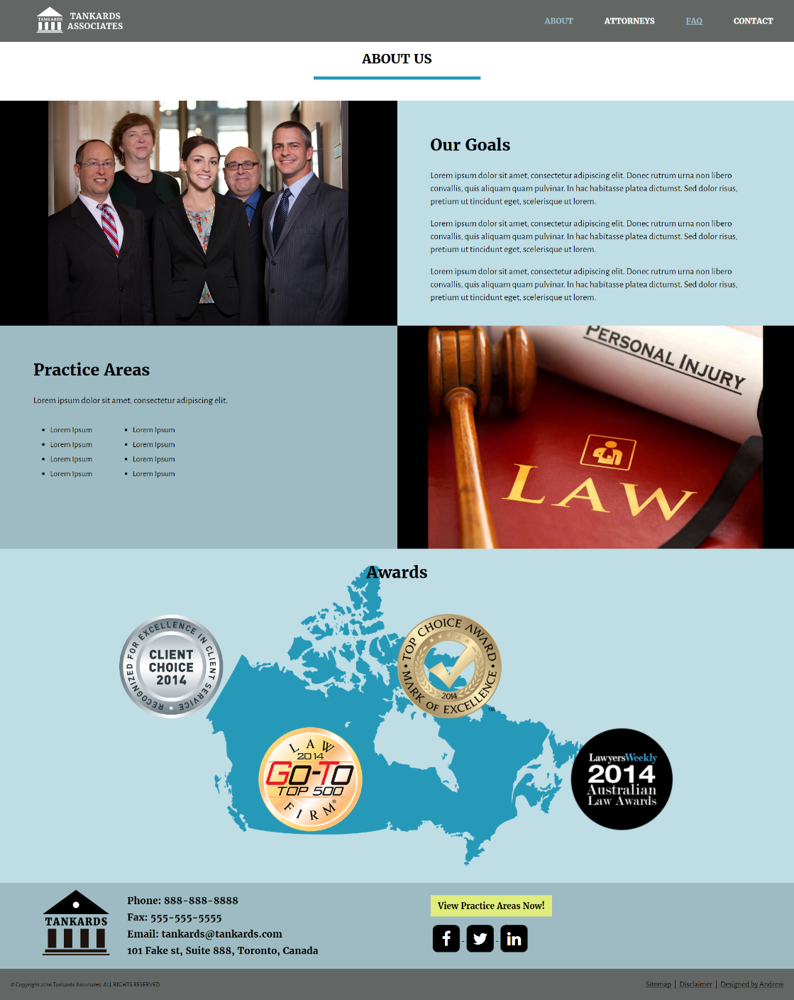 TANKARDS
TANKARDS
ASSOCIATES
ABOUT
ATTORNEYS
FAQ
CONTACT
ABOUT US
Our Goals
Lorem ipsum dolor sit amet, consectetur adipiscing elit. Donec rutrum urna non libero
convallis, quis aliquam quam pulvinar. In hac habitasse platea dictumst. Sed dolor risus,
pretium ut tincidunt eget, scelerisque ut lorem.
Lorem ipsum dolor sit amet, consectetur adipiscing elit. Donec rutrum urna non libero
convallis, quis aliquam quam pulvinar. In hac habitasse platea dictumst. Sed dolor risus,
pretium ut tincidunt eget, scelerisque ut lorem.
Lorem ipsum dolor sit amet, consectetur adipiscing elit. Donec rutrum urna non libero
convallis, quis aliquam quam pulvinar. In hac habitasse platea dictumst. Sed dolor risus,
pretium ut tincidunt eget, scelerisque ut lorem.
Practice Areas
Lorem ipsum dolor sit amet, consectetur adipiscing elit.
• Lorem Ipsum
• Lorem Ipsum
• Lorem Ipsum
• Lorem Ipsum
• Lorem Ipsum
• Lorem Ipsum
• Lorem Ipsum
• Lorem Ipsum
PERSONAL INJURY
LAW
Awards
RECOGNIZED FOR EXCELLENCE IN CLIENT SERVICE
CLIENT
CHOICE
2014
• TOP CHOICE AWARD •
2014
MARK OF EXCELLENCE
™
LAW
2014
GO-TO
TOP 500
FIRM®
LawyersWeekly
2014
Australian
Law Awards
TANKARDS
Phone: 888-888-8888
Fax: 555-555-5555
Email: tankards@tankards.com
101 Fake st, Suite 888, Toronto, Canada
View Practice Areas Now!
© Copyright 2016 Tankards Associates. ALL RIGHTS RESERVED
Sitemap | Disclaimer | Designed by Andrew